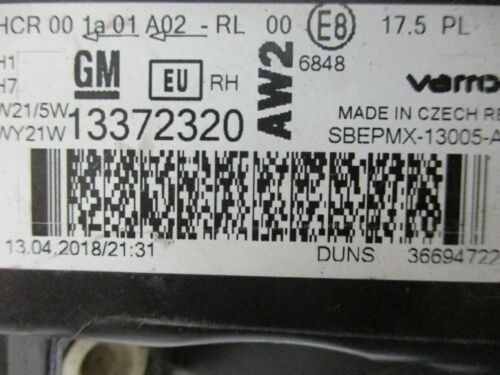 HCR 00 1a 01 A02 - RL 00 E8 17.5 PL
H1 GM EU RH AW2 6848
H7
W21/5W 13372320 MADE IN CZECH RE
WY21W SBEPMX-13005-A
13.04.2018/21:31 DUNS 36694722